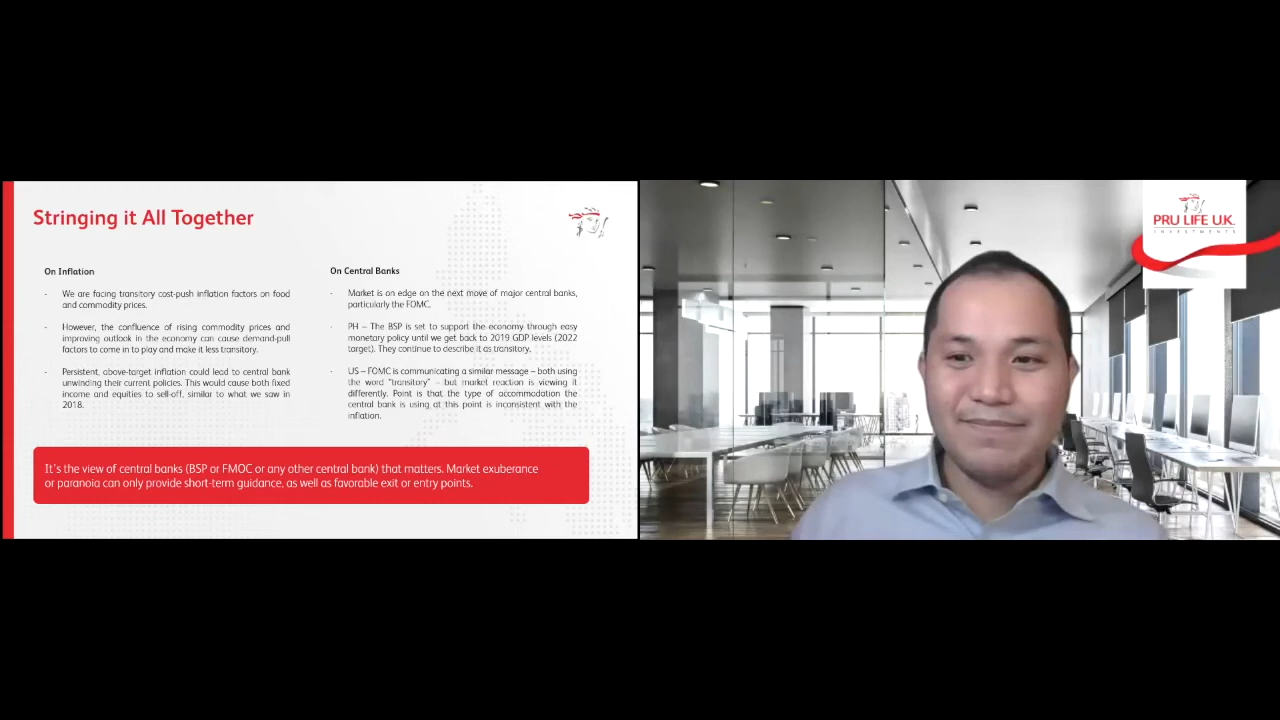 Stringing it All Together
On Inflation
- We are facing transitory cost-push inflation factors on food
and commodity prices.
- However, the confluence of rising commodity prices and
improving outlook in the economy can cause demand-pull
factors to come in to play and make it less transitory.
- Persistent, above-target inflation could lead to central bank
unwinding their current policies. This would cause both fixed
income and equities to sell-off, similar to what we saw in
2018.
On Central Banks
- Market is on edge on the next move of major central banks,
particularly the FOMC.
- PH – The BSP is set to support the economy through easy
monetary policy until we get back to 2019 GDP levels (2022
target). They continue to describe it as transitory.
- US – FOMC is communicating a similar message – both using
the word "transitory" – but market reaction is viewing it
differently. Point is that the type of accommodation the
central bank is using at this point is inconsistent with the
inflation.
It's the view of central banks (BSP or FMOC or any other central bank) that matters. Market exuberance
or paranoia can only provide short-term guidance, as well as favorable exit or entry points.
PRU LIFE U.K.
INVESTMENTS